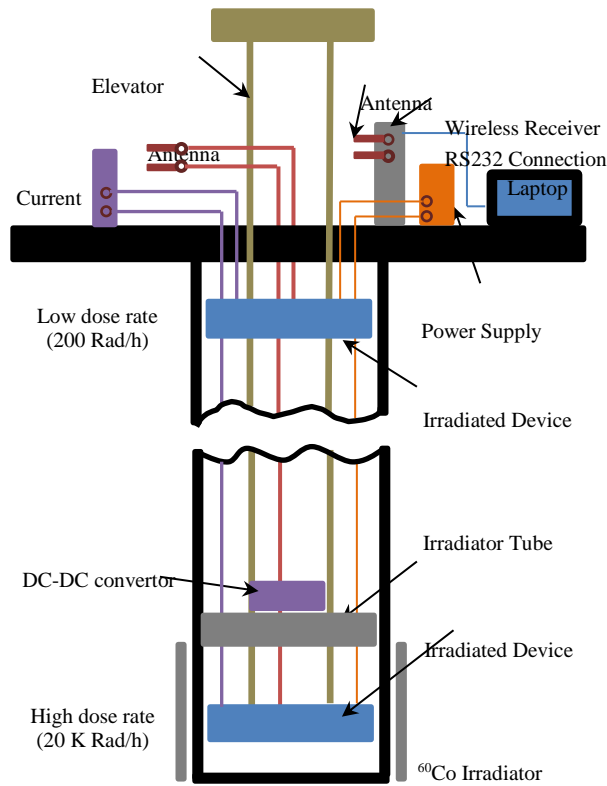 Elevator
Antenna
Antenna
Wireless Receiver
RS232 Connection
Laptop
Current
Low dose rate
(200 Rad/h)
Power Supply
Irradiated Device
Irradiator Tube
DC-DC convertor
Irradiated Device
High dose rate
(20 K Rad/h)
⁶⁰Co Irradiator